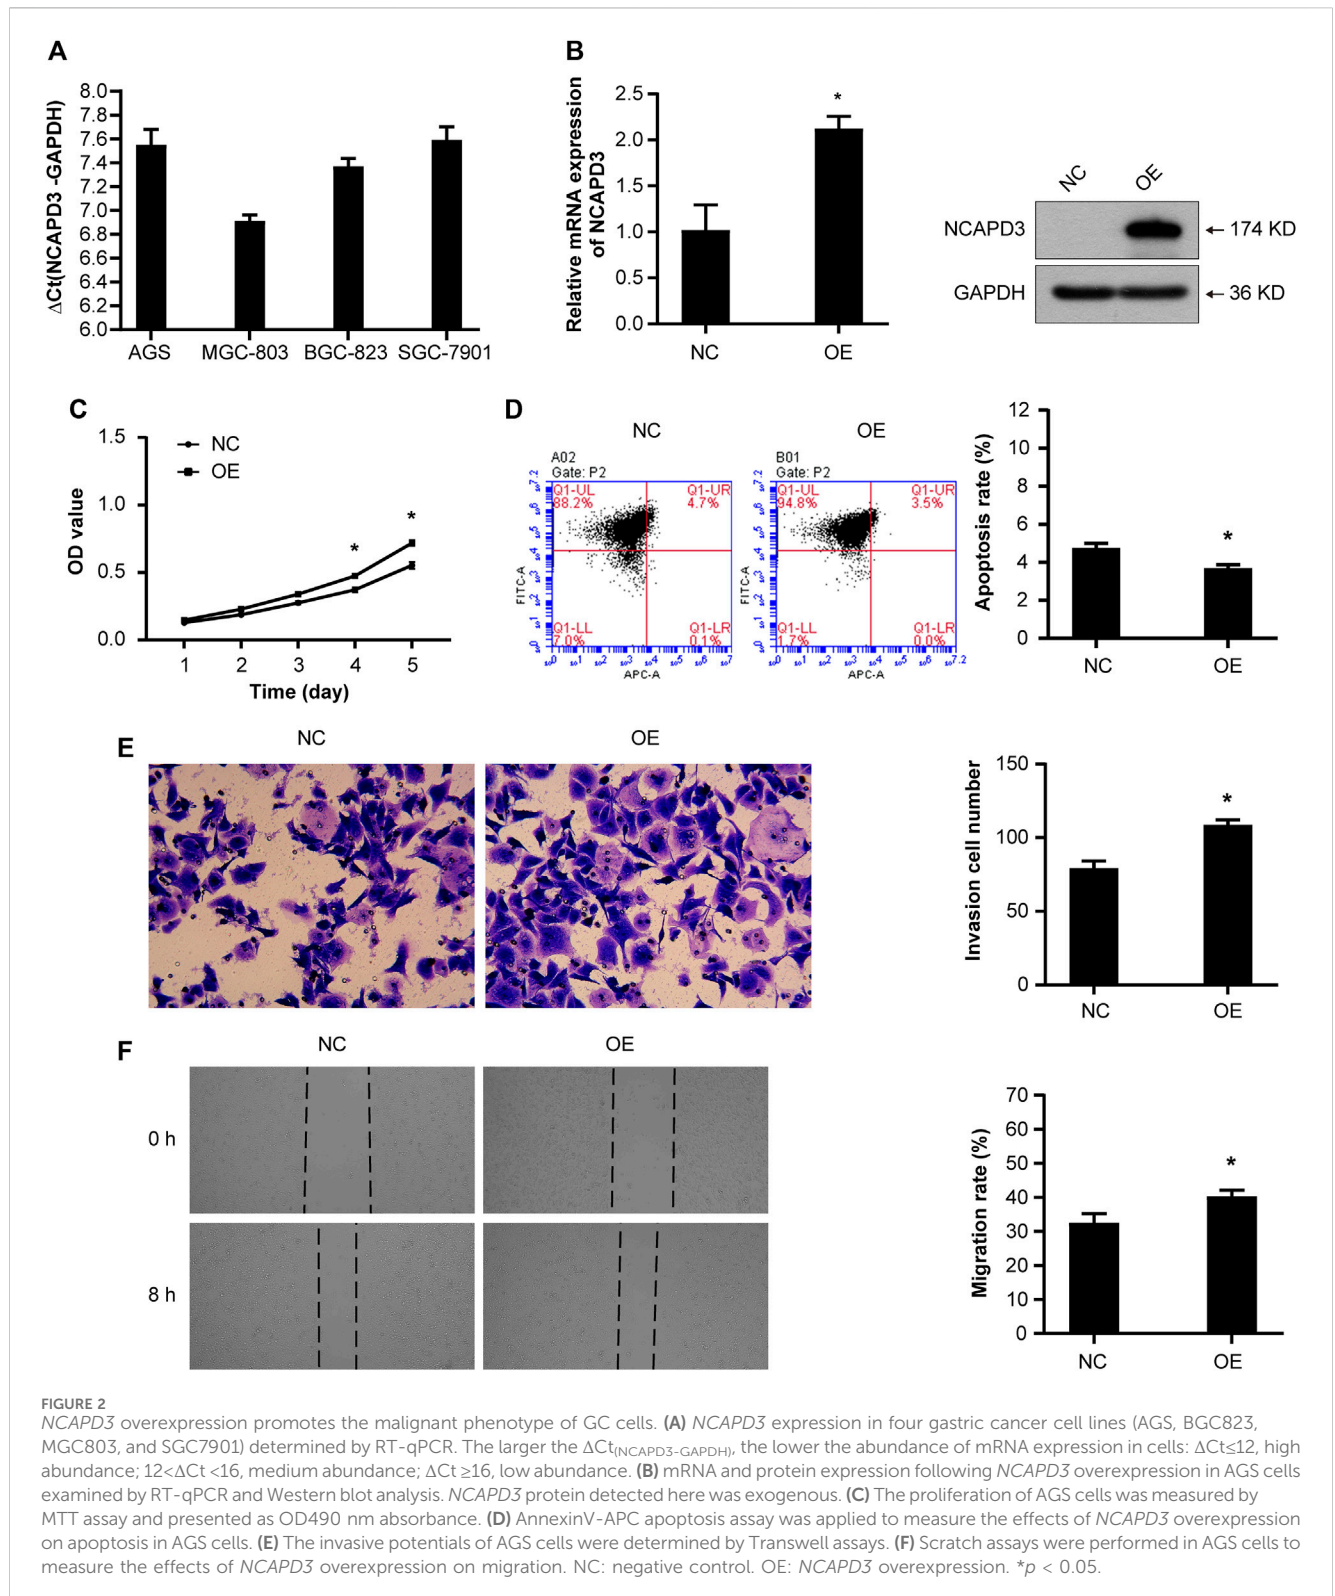 A
ΔCt(NCAPD3 -GAPDH)
8.0
7.8
7.6
7.4
7.2
7.0
6.8
6.6
6.4
6.2
6.0
AGS MGC-803 BGC-823 SGC-7901
B
Relative mRNA expression
of NCAPD3
2.5
2.0
1.5
1.0
0.5
0.0
*
NC OE
NC OE
NCAPD3 ← 174 KD
GAPDH ← 36 KD
C
OD value
1.5
1.0
0.5
0.0
NC
OE
* *
1 2 3 4 5
Time (day)
D
NC OE
A02
Gate: P2
Q1-UL Q1-UR
88.2% 4.7%
Q1-LL Q1-LR
7.0% 0.1%
FITC-A
APC-A
B01
Gate: P2
Q1-UL Q1-UR
94.8% 3.5%
Q1-LL Q1-LR
1.7% 0.0%
FITC-A
APC-A
Apoptosis rate (%)
12
10
8
6
4
2
0
*
NC OE
E
NC OE
Invasion cell number
150
100
50
0
*
NC OE
F
NC OE
0 h
8 h
Migration rate (%)
70
60
50
40
30
20
10
0
*
NC OE
FIGURE 2
NCAPD3 overexpression promotes the malignant phenotype of GC cells. (A) NCAPD3 expression in four gastric cancer cell lines (AGS, BGC823,
MGC803, and SGC7901) determined by RT-qPCR. The larger the ΔCt(NCAPD3-GAPDH), the lower the abundance of mRNA expression in cells: ΔCt≤12, high
abundance; 12<ΔCt <16, medium abundance; ΔCt ≥16, low abundance. (B) mRNA and protein expression following NCAPD3 overexpression in AGS cells
examined by RT-qPCR and Western blot analysis. NCAPD3 protein detected here was exogenous. (C) The proliferation of AGS cells was measured by
MTT assay and presented as OD490 nm absorbance. (D) AnnexinV-APC apoptosis assay was applied to measure the effects of NCAPD3 overexpression
on apoptosis in AGS cells. (E) The invasive potentials of AGS cells were determined by Transwell assays. (F) Scratch assays were performed in AGS cells to
measure the effects of NCAPD3 overexpression on migration. NC: negative control. OE: NCAPD3 overexpression. *p < 0.05.